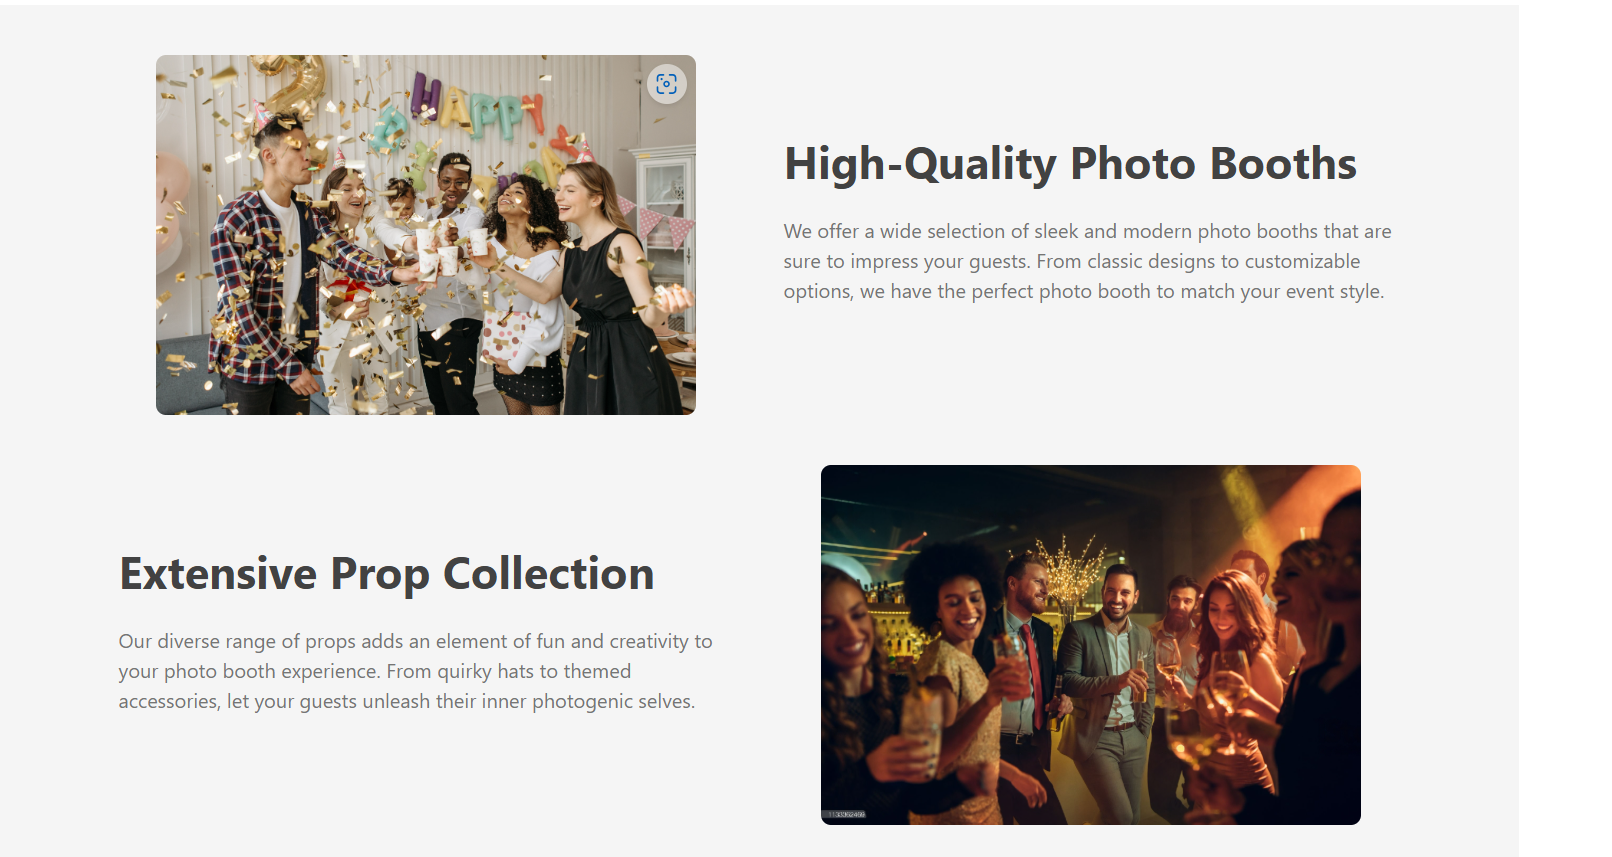 HAPPY
High-Quality Photo Booths
We offer a wide selection of sleek and modern photo booths that are
sure to impress your guests. From classic designs to customizable
options, we have the perfect photo booth to match your event style.
Extensive Prop Collection
Our diverse range of props adds an element of fun and creativity to
your photo booth experience. From quirky hats to themed
accessories, let your guests unleash their inner photogenic selves.